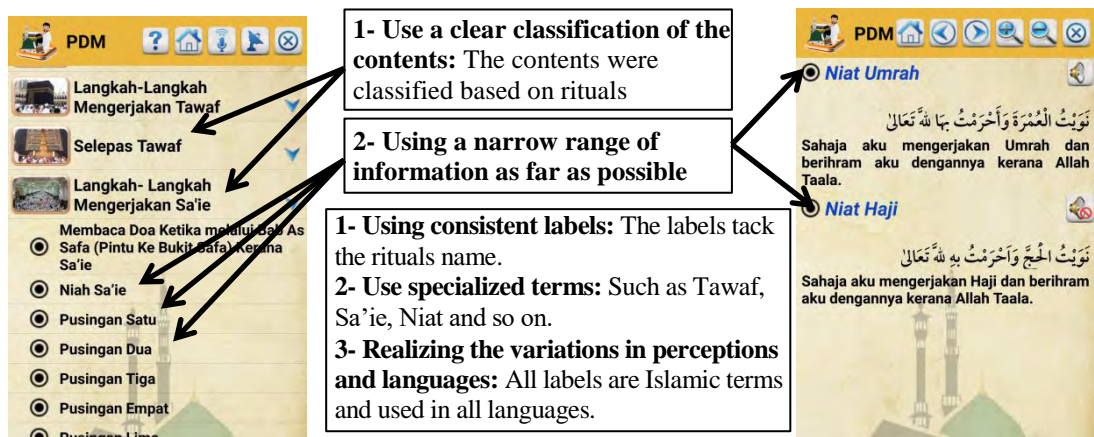 PDM
?
Langkah-Langkah
Mengerjakan Tawaf
Selepas Tawaf
Langkah- Langkah
Mengerjakan Sa'ie
Membaca Doa Ketika melalui Bab As
Safa (Pintu Ke Bukit Safa) Kerana
Sa'ie
Niah Sa'ie
Pusingan Satu
Pusingan Dua
Pusingan Tiga
Pusingan Empat
Pusingan Lima
1- Use a clear classification of the
contents: The contents were
classified based on rituals
2- Using a narrow range of
information as far as possible
1- Using consistent labels: The labels tack
the rituals name.
2- Use specialized terms: Such as Tawaf,
Sa'ie, Niat and so on.
3- Realizing the variations in perceptions
and languages: All labels are Islamic terms
and used in all languages.
PDM
Niat Umrah
نَوَيْتُ الْعُمْرَةَ وَأَحْرَمْتُ بِهَا لِلَّهِ تَعَالَىٰ
Sahaja aku mengerjakan Umrah dan
berihram aku dengannya kerana Allah
Taala.
Niat Haji
نَوَيْتُ الْحَجَّ وَاَحْرَمْتُ بِهِ لِلَّهِ تَعَالَىٰ
Sahaja aku mengerjakan Haji dan berihram
aku dengannya kerana Allah Taala.